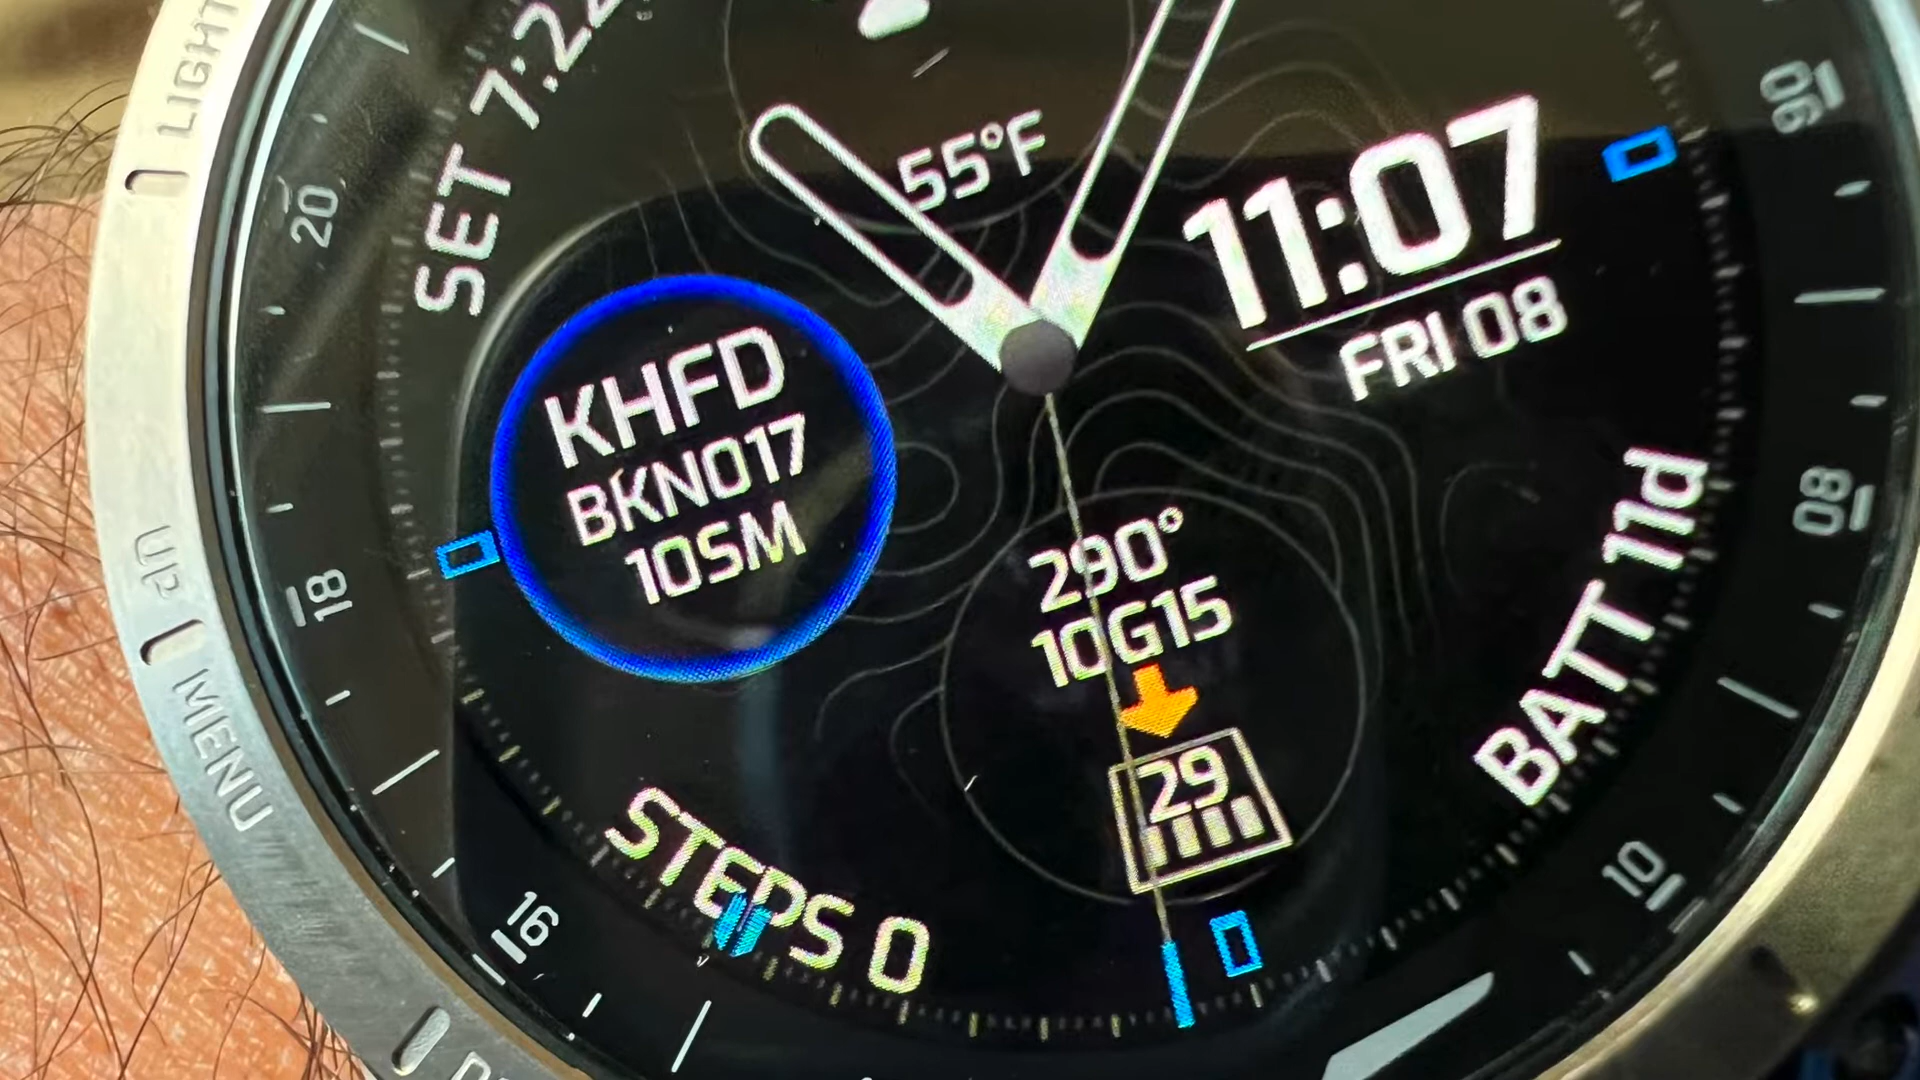 LIGHT
SET 7:22
55°F
11:07
FRI 08
KHFD
BKN017
10SM
290°
10G15
29
BATT 11d
STEPS 0
UP
MENU
20
18
16
10
08
06